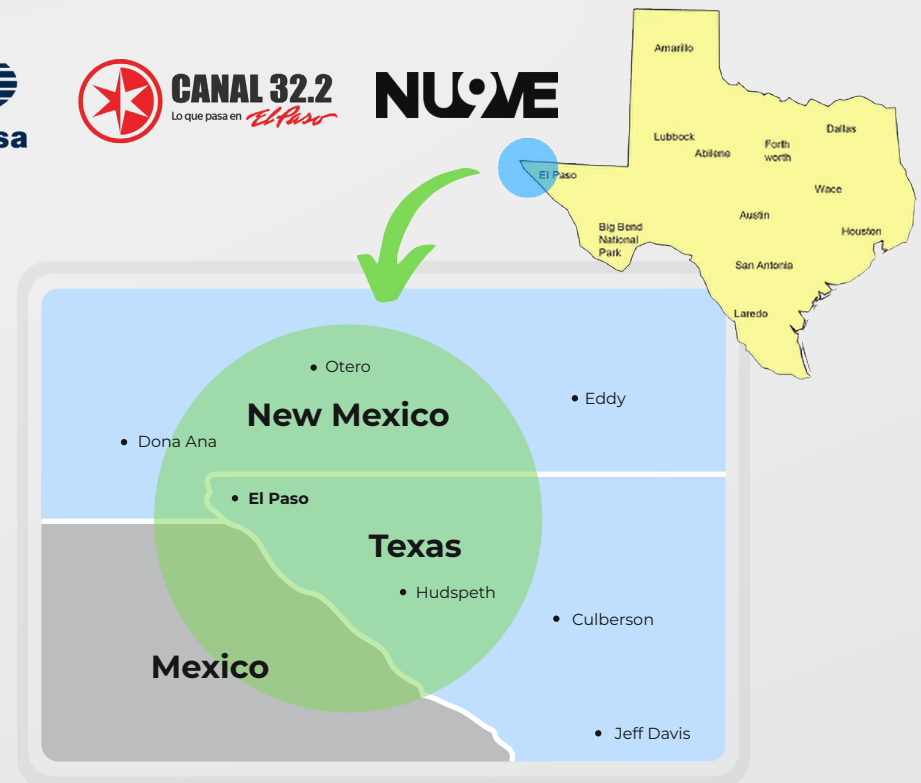 sa
CANAL 32.2
Lo que pasa en El Paso
NU9VE
Amarillo
Lubbock
Abilene
Forth
worth
Dallas
El Paso
Wace
Austin
Big Bend
National
Park
Houston
San Antonia
Laredo
Otero
New Mexico
Eddy
Dona Ana
El Paso
Texas
Hudspeth
Culberson
Mexico
Jeff Davis